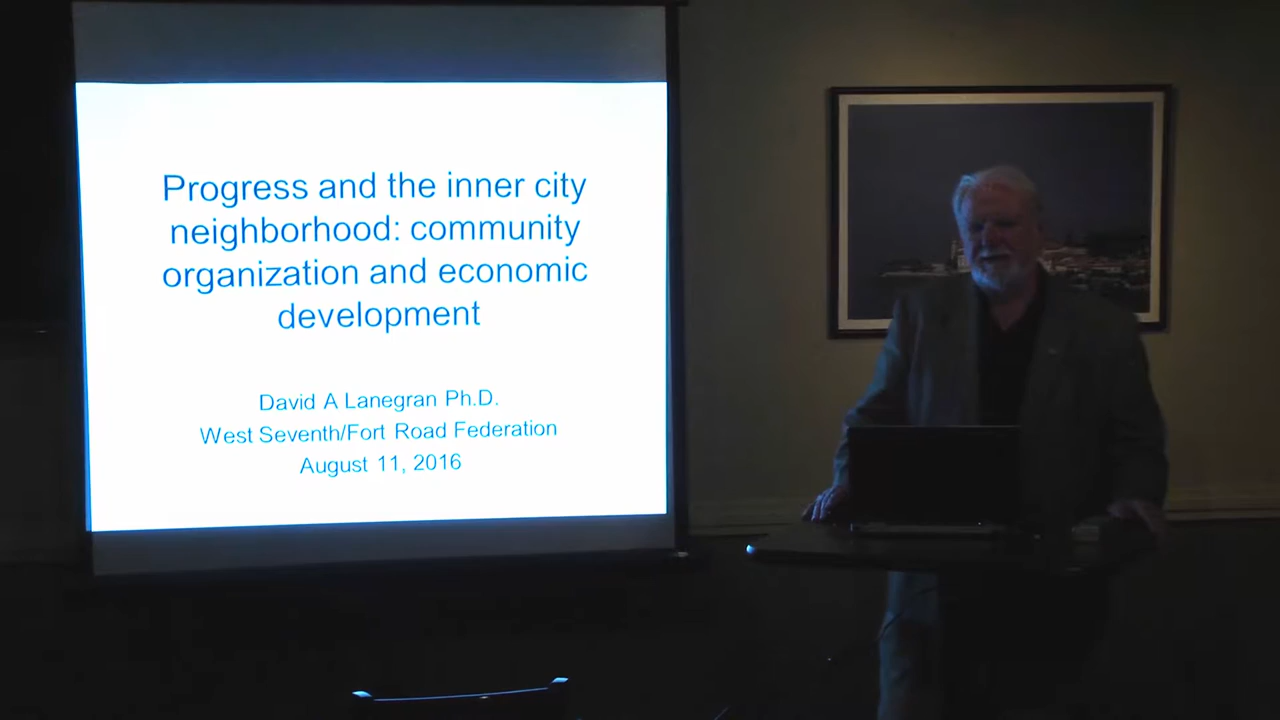 Progress and the inner city
neighborhood: community
organization and economic
development
David A Lanegran Ph.D.
West Seventh/Fort Road Federation
August 11, 2016